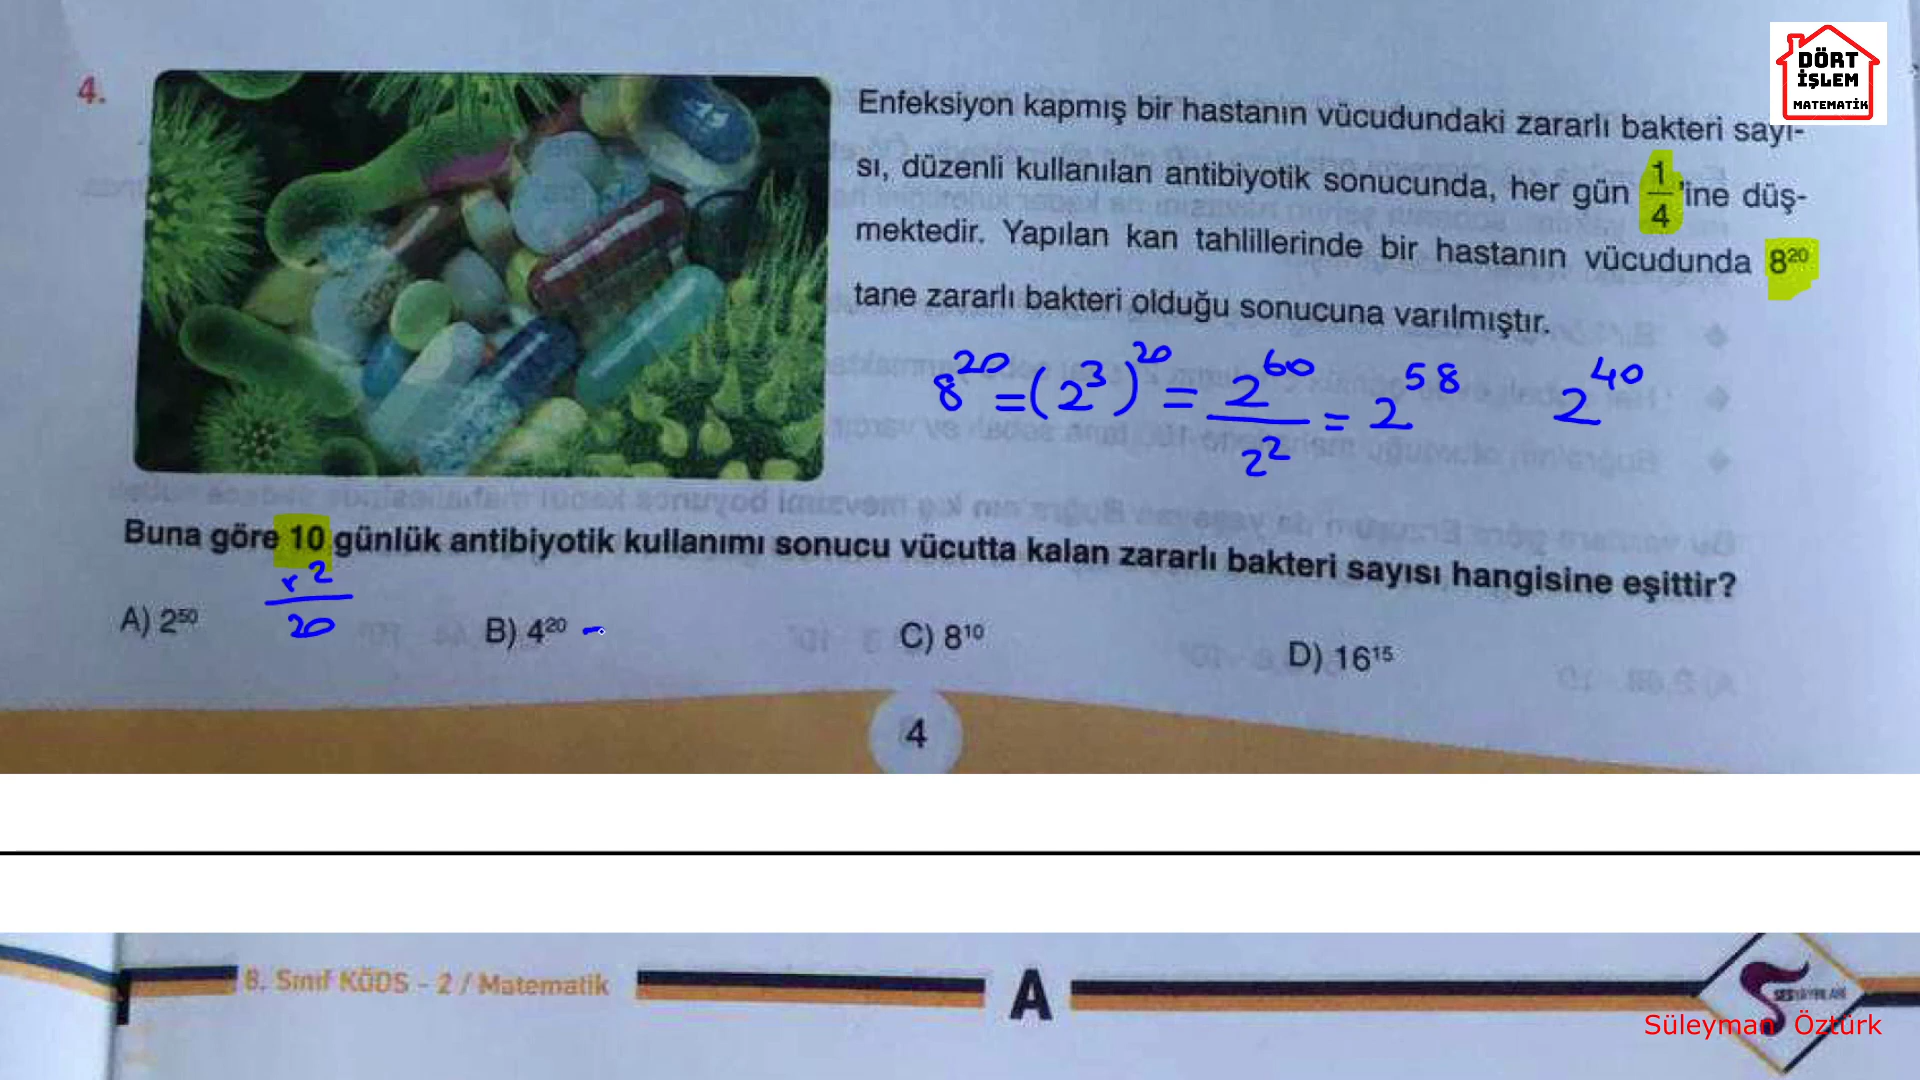 DÖRT
İŞLEM
MATEMATİK
4.
Enfeksiyon kapmış bir hastanın vücudundaki zararlı bakteri sayı-
sı, düzenli kullanılan antibiyotik sonucunda, her gün 1/4 'ine düş-
mektedir. Yapılan kan tahlillerinde bir hastanın vücudunda 8²⁰
tane zararlı bakteri olduğu sonucuna varılmıştır.
8²⁰ = (2³)²⁰ = 2⁶⁰/2² = 2⁵⁸ 2⁴⁰
Buna göre 10 günlük antibiyotik kullanımı sonucu vücutta kalan zararlı bakteri sayısı hangisine eşittir?
x 2
20
A) 2⁵⁰ B) 4²⁰ C) 8¹⁰ D) 16¹⁵
4
8. Sınıf KÖDS - 2 / Matematik
A
SES YAYINLARI
Süleyman Öztürk